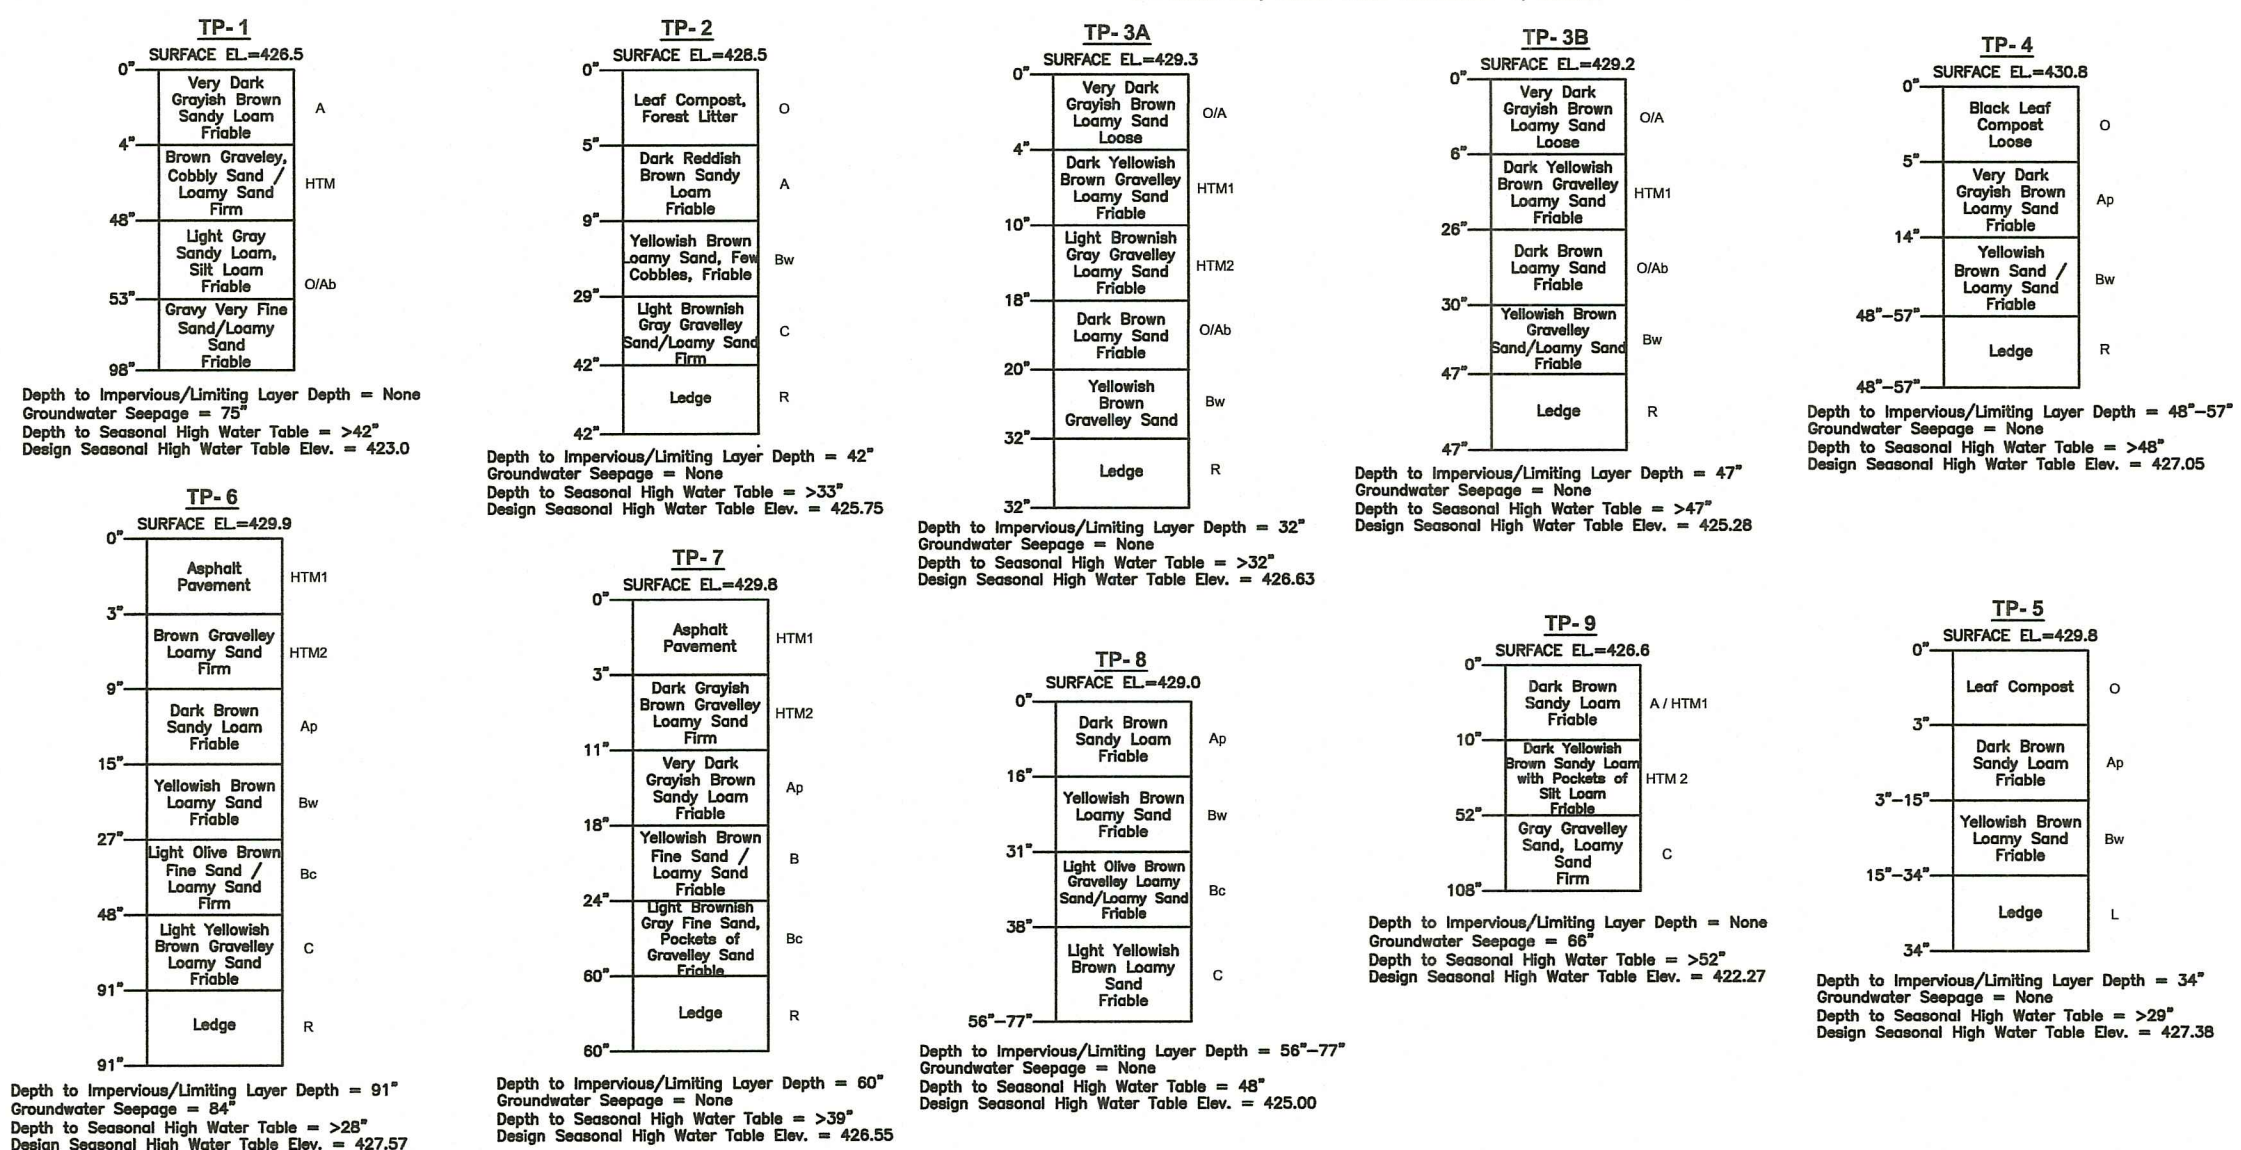 TP-1
SURFACE EL.=426.5
0"
Very Dark
Grayish Brown
Sandy Loam
Friable
A
4"
Brown Graveley,
Cobbly Sand /
Loamy Sand
Firm
HTM
48"
Light Gray
Sandy Loam,
Silt Loam
Friable
O/Ab
53"
Gravy Very Fine
Sand/Loamy
Sand
Friable
98"
Depth to Impervious/Limiting Layer Depth = None
Groundwater Seepage = 75"
Depth to Seasonal High Water Table = >42"
Design Seasonal High Water Table Elev. = 423.0
TP-2
SURFACE EL.=428.5
0"
Leaf Compost,
Forest Litter
O
5"
Dark Reddish
Brown Sandy
Loam
Friable
A
9"
Yellowish Brown
Loamy Sand, Few
Cobbles, Friable
Bw
29"
Light Brownish
Gray Gravelley
Sand/Loamy Sand
Firm
C
42"
Ledge
R
42"
Depth to Impervious/Limiting Layer Depth = 42"
Groundwater Seepage = None
Depth to Seasonal High Water Table = >33"
Design Seasonal High Water Table Elev. = 425.75
TP-3A
SURFACE EL.=429.3
0"
Very Dark
Grayish Brown
Loamy Sand
Loose
O/A
4"
Dark Yellowish
Brown Gravelley
Loamy Sand
Friable
HTM1
10"
Light Brownish
Gray Gravelley
Loamy Sand
Friable
HTM2
18"
Dark Brown
Loamy Sand
Friable
O/Ab
20"
Yellowish
Brown
Gravelley Sand
Bw
32"
Ledge
R
32"
Depth to Impervious/Limiting Layer Depth = 32"
Groundwater Seepage = None
Depth to Seasonal High Water Table = >32"
Design Seasonal High Water Table Elev. = 426.63
TP-3B
SURFACE EL.=429.2
0"
Very Dark
Grayish Brown
Loamy Sand
Loose
O/A
6"
Dark Yellowish
Brown Gravelley
Loamy Sand
Friable
HTM1
26"
Dark Brown
Loamy Sand
Friable
O/Ab
30"
Yellowish Brown
Gravelley
Sand/Loamy Sand
Friable
Bw
47"
Ledge
R
47"
Depth to Impervious/Limiting Layer Depth = 47"
Groundwater Seepage = None
Depth to Seasonal High Water Table = >47"
Design Seasonal High Water Table Elev. = 425.28
TP-4
SURFACE EL.=430.8
0"
Black Leaf
Compost
Loose
O
5"
Very Dark
Grayish Brown
Loamy Sand
Friable
Ap
14"
Yellowish
Brown Sand /
Loamy Sand
Friable
Bw
48"-57"
Ledge
R
48"-57"
Depth to Impervious/Limiting Layer Depth = 48"-57"
Groundwater Seepage = None
Depth to Seasonal High Water Table = >48"
Design Seasonal High Water Table Elev. = 427.05
TP-6
SURFACE EL.=429.9
0"
Asphalt
Pavement
HTM1
3"
Brown Gravelley
Loamy Sand
Firm
HTM2
9"
Dark Brown
Sandy Loam
Friable
Ap
15"
Yellowish Brown
Loamy Sand
Friable
Bw
27"
Light Olive Brown
Fine Sand /
Loamy Sand
Firm
Bc
48"
Light Yellowish
Brown Gravelley
Loamy Sand
Friable
C
91"
Ledge
R
91"
Depth to Impervious/Limiting Layer Depth = 91"
Groundwater Seepage = 84"
Depth to Seasonal High Water Table = >28"
Design Seasonal High Water Table Elev. = 427.57
TP-7
SURFACE EL.=429.8
0"
Asphalt
Pavement
HTM1
3"
Dark Grayish
Brown Gravelley
Loamy Sand
Firm
HTM2
11"
Very Dark
Grayish Brown
Sandy Loam
Friable
Ap
18"
Yellowish Brown
Fine Sand /
Loamy Sand
Friable
B
24"
Light Brownish
Gray Fine Sand,
Pockets of
Gravelley Sand
Friable
Bc
60"
Ledge
R
60"
Depth to Impervious/Limiting Layer Depth = 60"
Groundwater Seepage = None
Depth to Seasonal High Water Table = >39"
Design Seasonal High Water Table Elev. = 426.55
TP-8
SURFACE EL.=429.0
0"
Dark Brown
Sandy Loam
Friable
Ap
16"
Yellowish Brown
Loamy Sand
Friable
Bw
31"
Light Olive Brown
Gravelley Loamy
Sand/Loamy Sand
Friable
Bc
38"
Light Yellowish
Brown Loamy
Sand
Friable
C
56"-77"
Depth to Impervious/Limiting Layer Depth = 56"-77"
Groundwater Seepage = None
Depth to Seasonal High Water Table = 48"
Design Seasonal High Water Table Elev. = 425.00
TP-9
SURFACE EL.=426.6
0"
Dark Brown
Sandy Loam
Friable
A / HTM1
10"
Dark Yellowish
Brown Sandy Loam
with Pockets of
Silt Loam
Friable
HTM 2
52"
Gray Gravelley
Sand, Loamy
Sand
Firm
C
108"
Depth to Impervious/Limiting Layer Depth = None
Groundwater Seepage = 66"
Depth to Seasonal High Water Table = >52"
Design Seasonal High Water Table Elev. = 422.27
TP-5
SURFACE EL.=429.8
0"
Leaf Compost
O
3"
Dark Brown
Sandy Loam
Friable
Ap
3"-15"
Yellowish Brown
Loamy Sand
Friable
Bw
15"-34"
Ledge
L
34"
Depth to Impervious/Limiting Layer Depth = 34"
Groundwater Seepage = None
Depth to Seasonal High Water Table = >29"
Design Seasonal High Water Table Elev. = 427.38